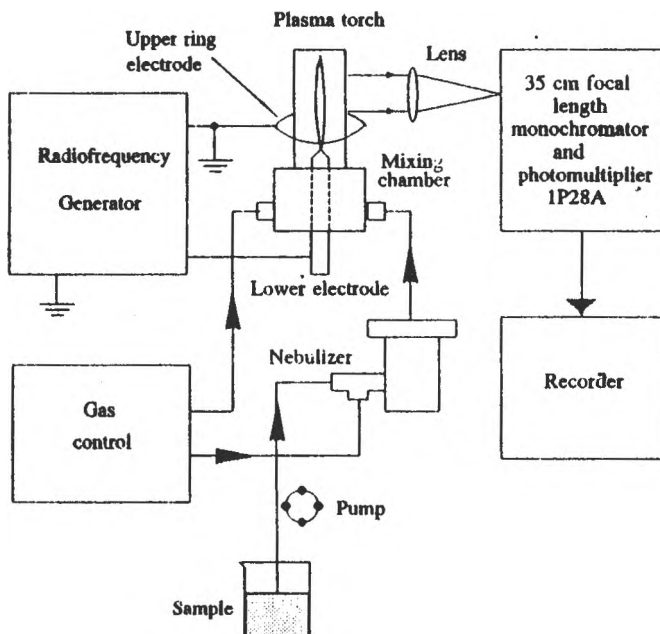 Plasma torch
Upper ring
electrode
Lens
35 cm focal
length
monochromator
and
photomultiplier
1P28A
Radiofrequency
Generator
Mixing
chamber
Lower electrode
Nebulizer
Recorder
Gas
control
Pump
Sample